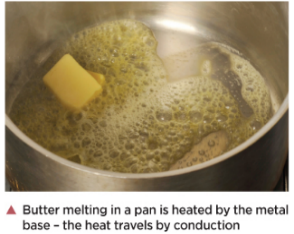 ▲ Butter melting in a pan is heated by the metal
base – the heat travels by conduction